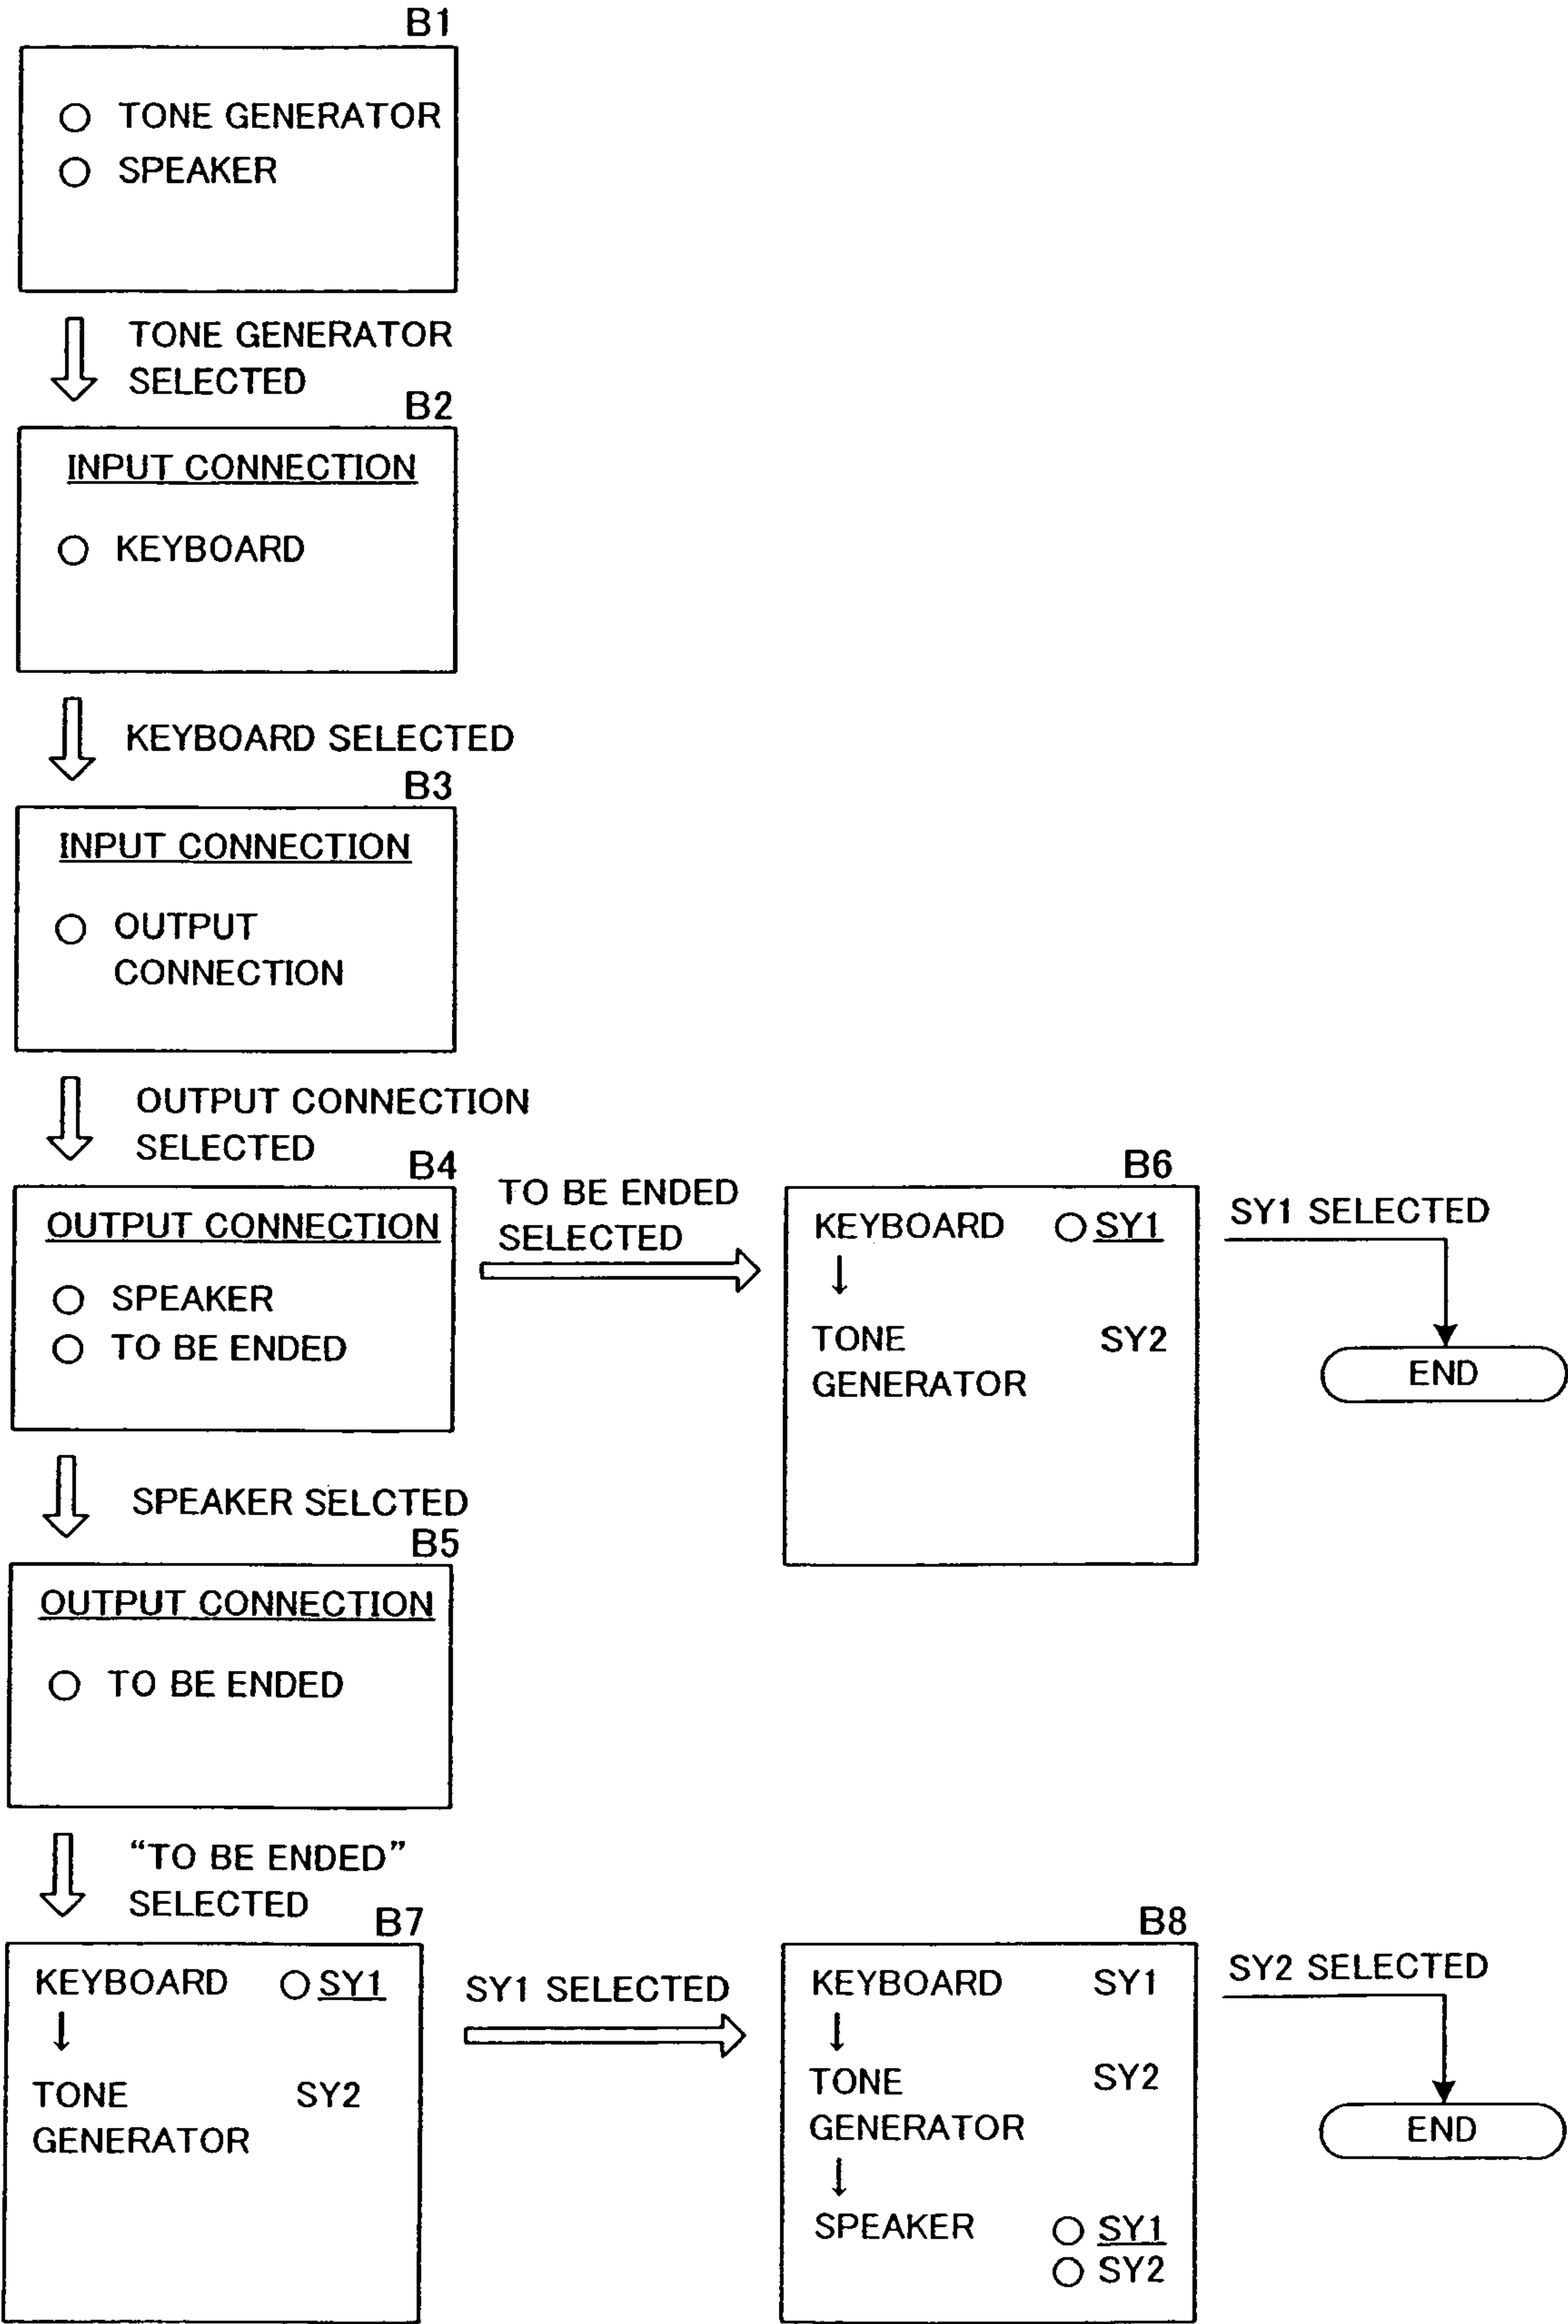 B1
TONE GENERATOR
SPEAKER
TONE GENERATOR
SELECTED
B2
INPUT CONNECTION
KEYBOARD
KEYBOARD SELECTED
B3
INPUT CONNECTION
OUTPUT
CONNECTION
OUTPUT CONNECTION
SELECTED
B4
OUTPUT CONNECTION
SPEAKER
TO BE ENDED
TO BE ENDED
SELECTED
B6
KEYBOARD SY1
↓
TONE SY2
GENERATOR
SY1 SELECTED
END
SPEAKER SELCTED
B5
OUTPUT CONNECTION
TO BE ENDED
“TO BE ENDED”
SELECTED
B7
KEYBOARD SY1
↓
TONE SY2
GENERATOR
SY1 SELECTED
B8
KEYBOARD SY1
↓
TONE SY2
GENERATOR
↓
SPEAKER SY1
SY2
SY2 SELECTED
END